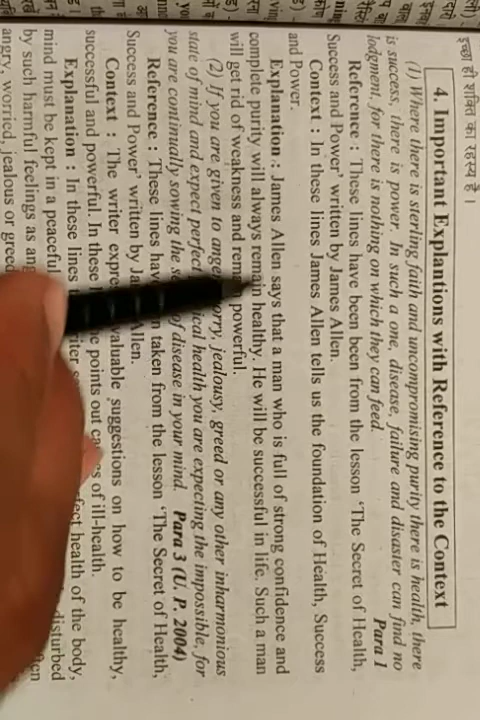 इच्छा ही शक्ति का रहस्य है ।
4. Important Explantions with Reference to the Context
(1) Where there is sterling faith and uncompromising purity there is health, there
is success, there is power. In such a one, disease, failure and disaster can find no
lodgment, for there is nothing on which they can feed. Para 1
Reference : These lines have been been from the lesson 'The Secret of Health,
Success and Power' written by James Allen.
Context : In these lines James Allen tells us the foundation of Health, Success
and Power.
Explanation : James Allen says that a man who is full of strong confidence and
complete purity will always remain healthy. He will be successful in life. Such a man
will get rid of weakness and remain powerful.
(2) If you are given to anger, worry, jealousy, greed or any other inharmonious
state of mind and expect perfect physical health you are expecting the impossible, for
you are continually sowing the seeds of disease in your mind. Para 3 (U. P. 2004)
Reference : These lines have been taken from the lesson 'The Secret of Health,
Success and Power' written by James Allen.
Context : The writer expresses valuable suggestions on how to be healthy,
successful and powerful. In these lines he points out causes of ill-health.
Explanation : In these lines perfect health of the body,
mind must be kept in a peaceful disturbed
by such harmful feelings as
angry, worried, jealous or greed